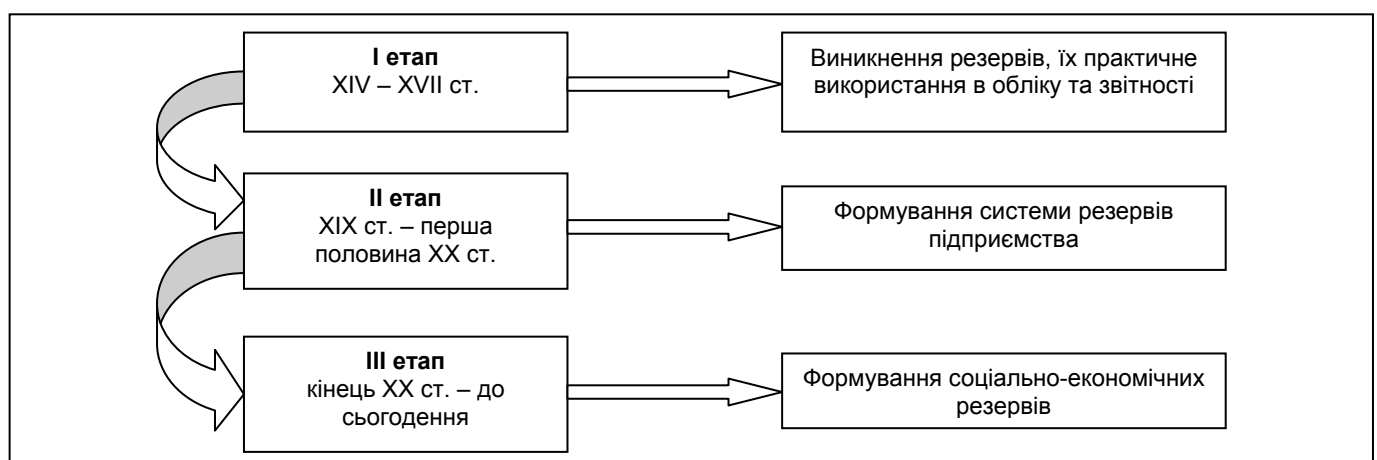 I етап
XIV – XVII ст.
Виникнення резервів, їх практичне
використання в обліку та звітності
II етап
XIX ст. – перша
половина XX ст.
Формування системи резервів
підприємства
III етап
кінець XX ст. – до
сьогодення
Формування соціально-економічних
резервів